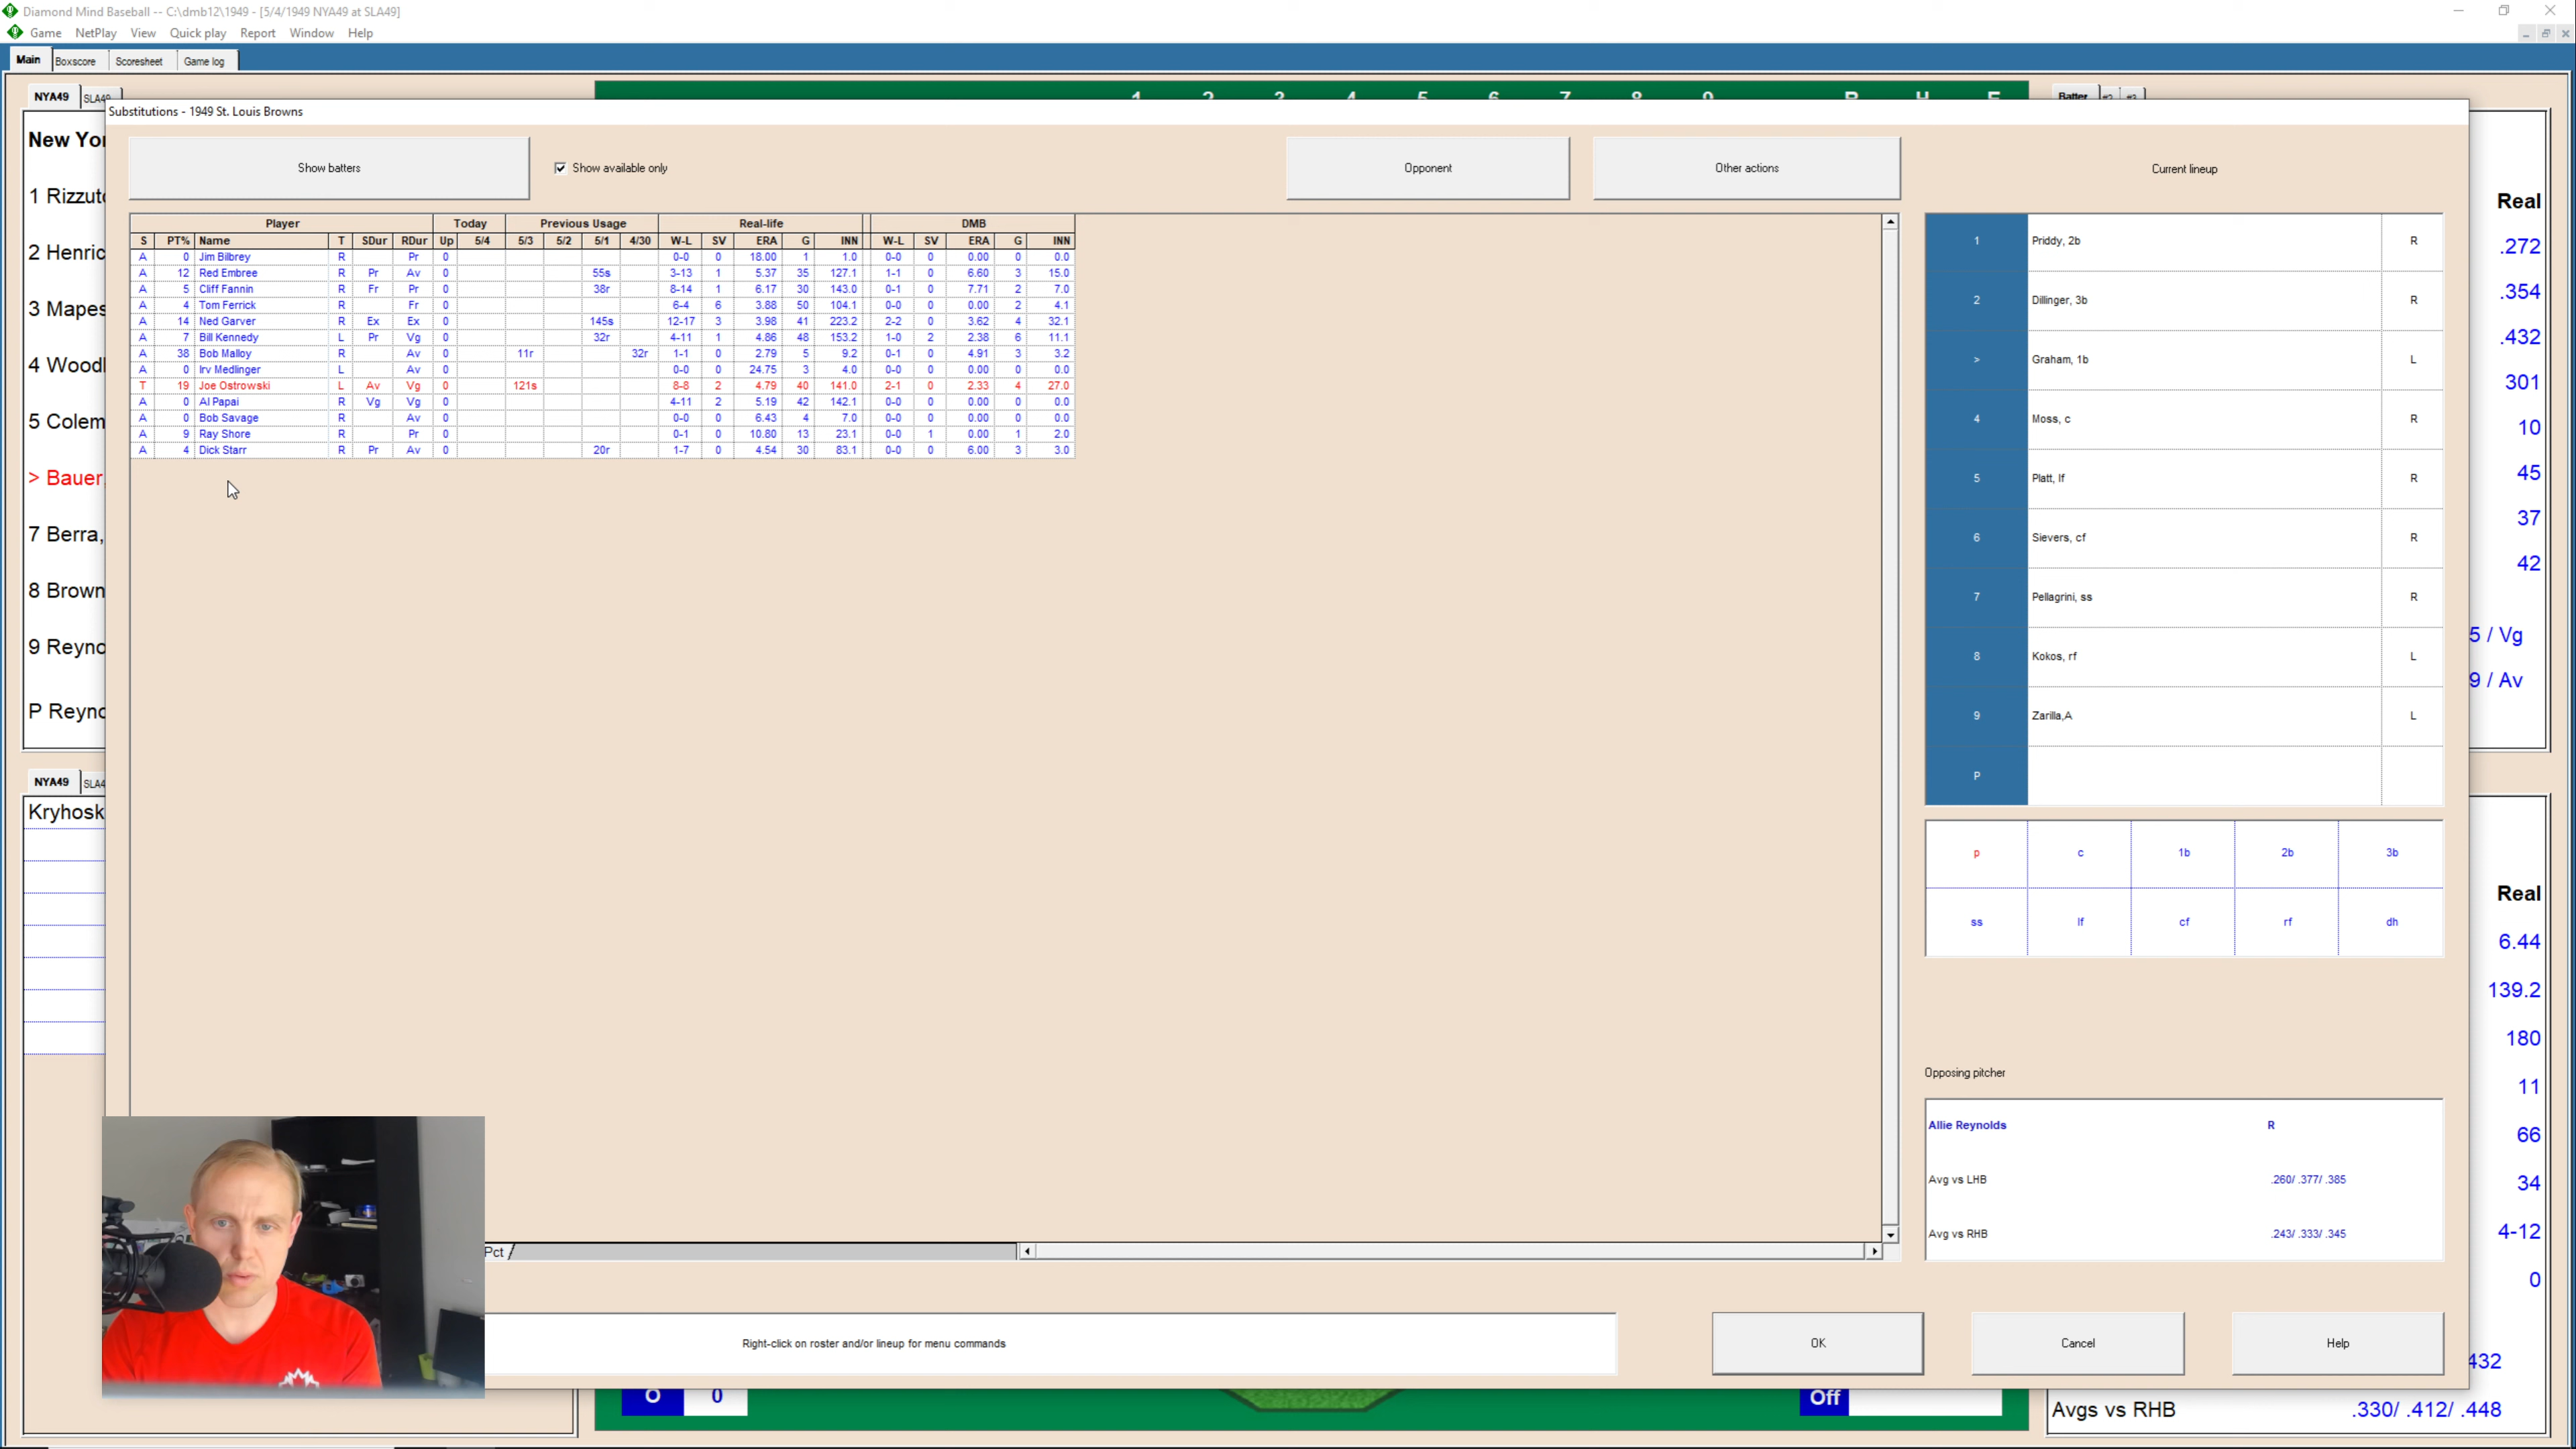 Diamond Mind Baseball -- C:\dmb12\1949 - [5/4/1949 NYA49 at SLA49]
Game NetPlay View Quick play Report Window Help
Main Boxscore Scoresheet Game log
NYA49 SLA49
1 2 3 4 5 6 7 8 9 R H E
Batter #2 #3
Substitutions - 1949 St. Louis Browns
New Yor
1 Rizzuto
2 Henric
3 Mapes
4 Woodl
5 Colem
> Bauer,
7 Berra,
8 Brown
9 Reyno
P Reyno
NYA49 SLA4
Kryhosk
Show batters
Show available only
Opponent
Other actions
Current lineup
Player Today Previous Usage Real-life DMB
S PT% Name T SDur RDur Up 5/4 5/3 5/2 5/1 4/30 W-L SV ERA G INN W-L SV ERA G INN
A 0 Jim Bilbrey R Pr 0 0-0 0 18.00 1 1.0 0-0 0 0.00 0 0.0
A 12 Red Embree R Pr Av 0 55s 3-13 1 5.37 35 127.1 1-1 0 6.60 3 15.0
A 5 Cliff Fannin R Fr Pr 0 38r 8-14 1 6.17 30 143.0 0-1 0 7.71 2 7.0
A 4 Tom Ferrick R Fr 0 6-4 6 3.88 50 104.1 0-0 0 0.00 2 4.1
A 14 Ned Garver R Ex Ex 0 145s 12-17 3 3.98 41 223.2 2-2 0 3.62 4 32.1
A 7 Bill Kennedy L Pr Vg 0 32r 4-11 1 4.86 48 153.2 1-0 2 2.38 6 11.1
A 38 Bob Malloy R Av 0 11r 32r 1-1 0 2.79 5 9.2 0-1 0 4.91 3 3.2
A 0 Irv Medlinger L Av 0 0-0 0 24.75 3 4.0 0-0 0 0.00 0 0.0
T 19 Joe Ostrowski L Av Vg 0 121s 8-8 2 4.79 40 141.0 2-1 0 2.33 4 27.0
A 0 Al Papai R Vg Vg 0 4-11 2 5.19 42 142.1 0-0 0 0.00 0 0.0
A 0 Bob Savage R Av 0 0-0 0 6.43 4 7.0 0-0 0 0.00 0 0.0
A 9 Ray Shore R Pr 0 0-1 0 10.80 13 23.1 0-0 1 0.00 1 2.0
A 4 Dick Starr R Pr Av 0 20r 1-7 0 4.54 30 83.1 0-0 0 6.00 3 3.0
1 Priddy, 2b R
2 Dillinger, 3b R
> Graham, 1b L
4 Moss, c R
5 Platt, lf R
6 Sievers, cf R
7 Pellagrini, ss R
8 Kokos, rf L
9 Zarilla,A L
P
p c 1b 2b 3b
ss lf cf rf dh
Opposing pitcher
Allie Reynolds R
Avg vs LHB .260/ .377/ .385
Avg vs RHB .243/ .333/ .345
Pct
Right-click on roster and/or lineup for menu commands
OK
Cancel
Help
Real
.272
.354
.432
301
10
45
37
42
5 / Vg
9 / Av
Real
6.44
139.2
180
11
66
34
4-12
0
432
O 0
Off
Avgs vs RHB .330/ .412/ .448